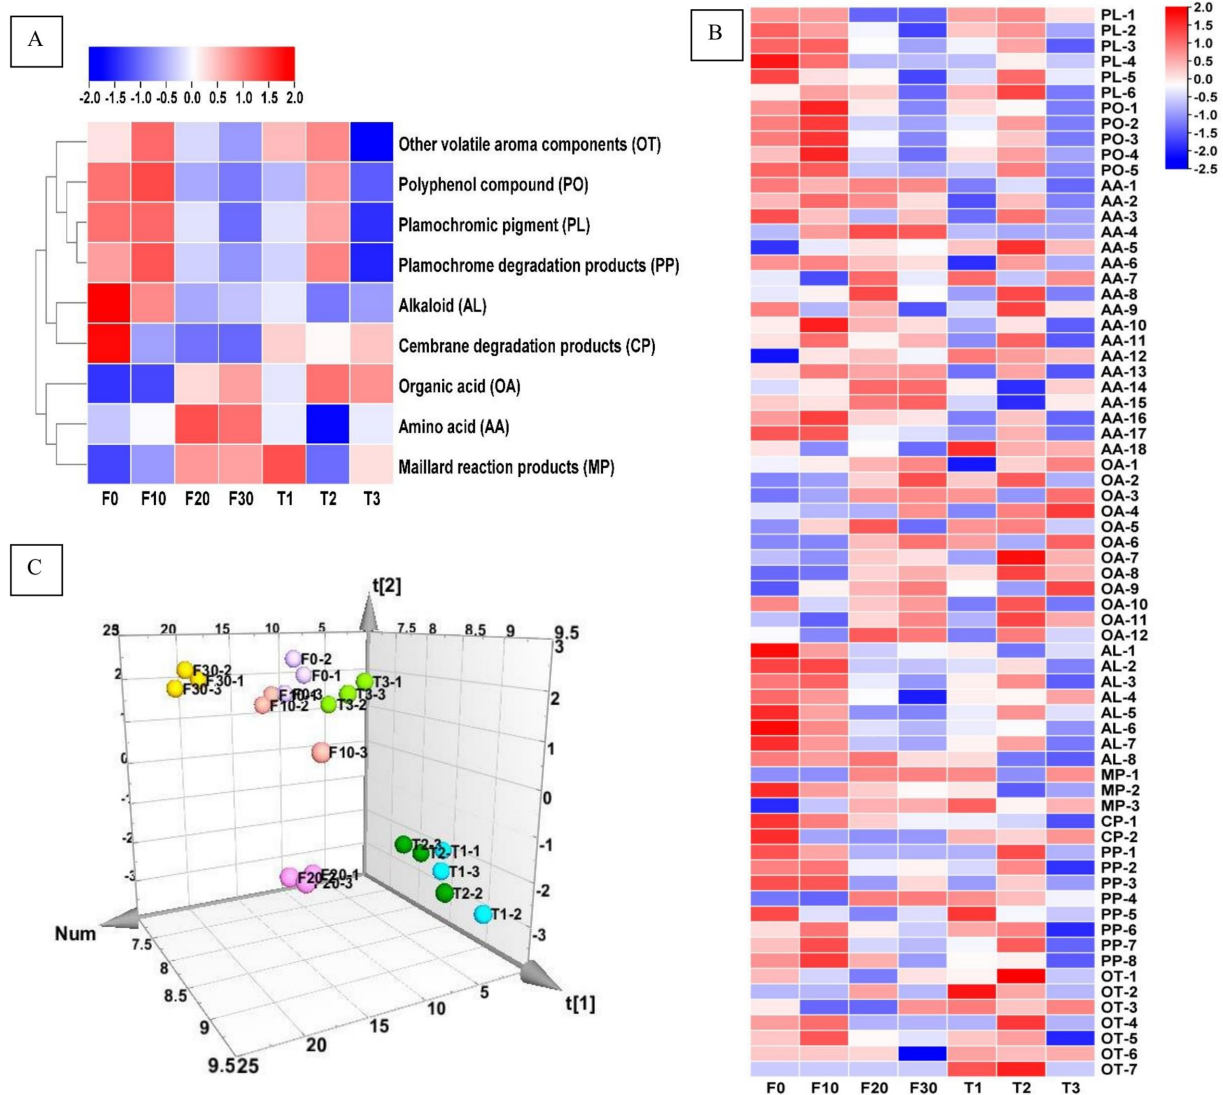 A
-2.0 -1.5 -1.0 -0.5 0.0 0.5 1.0 1.5 2.0
Other volatile aroma components (OT)
Polyphenol compound (PO)
Plamochromic pigment (PL)
Plamochrome degradation products (PP)
Alkaloid (AL)
Cembrane degradation products (CP)
Organic acid (OA)
Amino acid (AA)
Maillard reaction products (MP)
F0 F10 F20 F30 T1 T2 T3
B
2.0
1.5
1.0
0.5
0.0
-0.5
-1.0
-1.5
-2.0
-2.5
PL-1
PL-2
PL-3
PL-4
PL-5
PL-6
PO-1
PO-2
PO-3
PO-4
PO-5
AA-1
AA-2
AA-3
AA-4
AA-5
AA-6
AA-7
AA-8
AA-9
AA-10
AA-11
AA-12
AA-13
AA-14
AA-15
AA-16
AA-17
AA-18
OA-1
OA-2
OA-3
OA-4
OA-5
OA-6
OA-7
OA-8
OA-9
OA-10
OA-11
OA-12
AL-1
AL-2
AL-3
AL-4
AL-5
AL-6
AL-7
AL-8
MP-1
MP-2
MP-3
CP-1
CP-2
PP-1
PP-2
PP-3
PP-4
PP-5
PP-6
PP-7
PP-8
OT-1
OT-2
OT-3
OT-4
OT-5
OT-6
OT-7
F0 F10 F20 F30 T1 T2 T3
C
t[2]
20 15 10 5 7.5 8 8.5 9 9.5
3
2
1
0
-1
-2
-3
2
0
-2
-3
F30-2
F30-1
F30-3
F0-2
F0-1
F10-2
F10-3
T3-1
T3-3
T3-2
T2-3
T1-1
T1-3
T2-2
T1-2
F20-1
F20-3
Num
t[1]
7.5
8
8.5
9
9.525
20
15
10
5